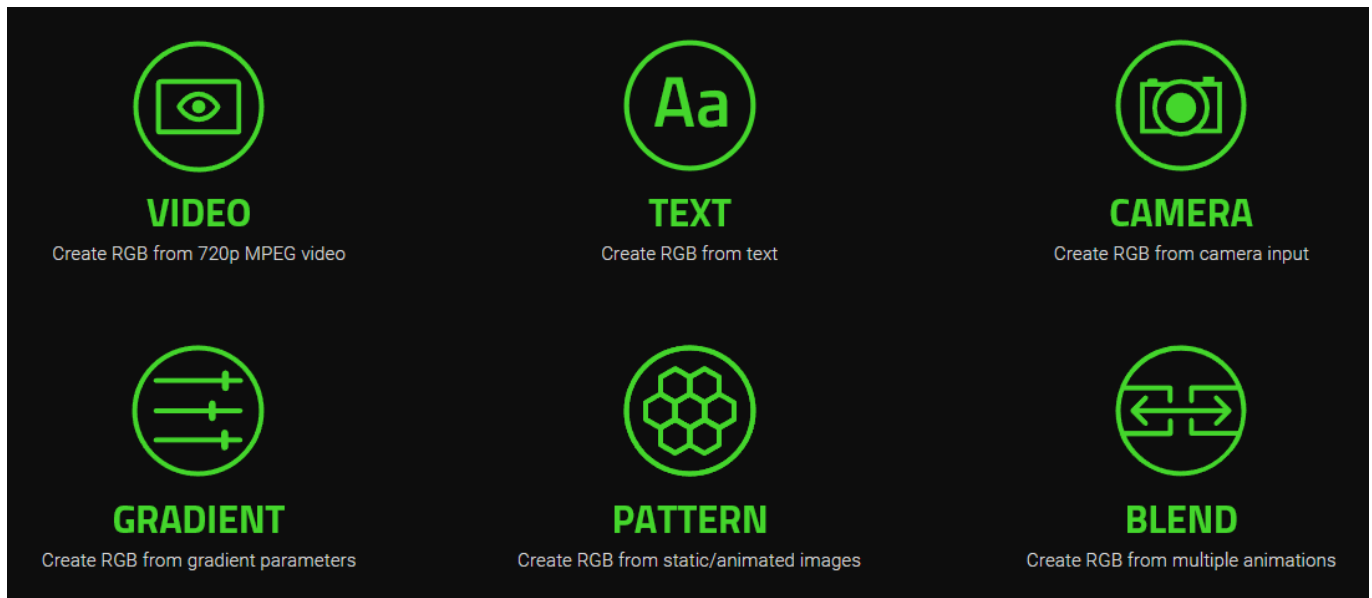 Aa
VIDEO
Create RGB from 720p MPEG video
TEXT
Create RGB from text
CAMERA
Create RGB from camera input
GRADIENT
Create RGB from gradient parameters
PATTERN
Create RGB from static/animated images
BLEND
Create RGB from multiple animations